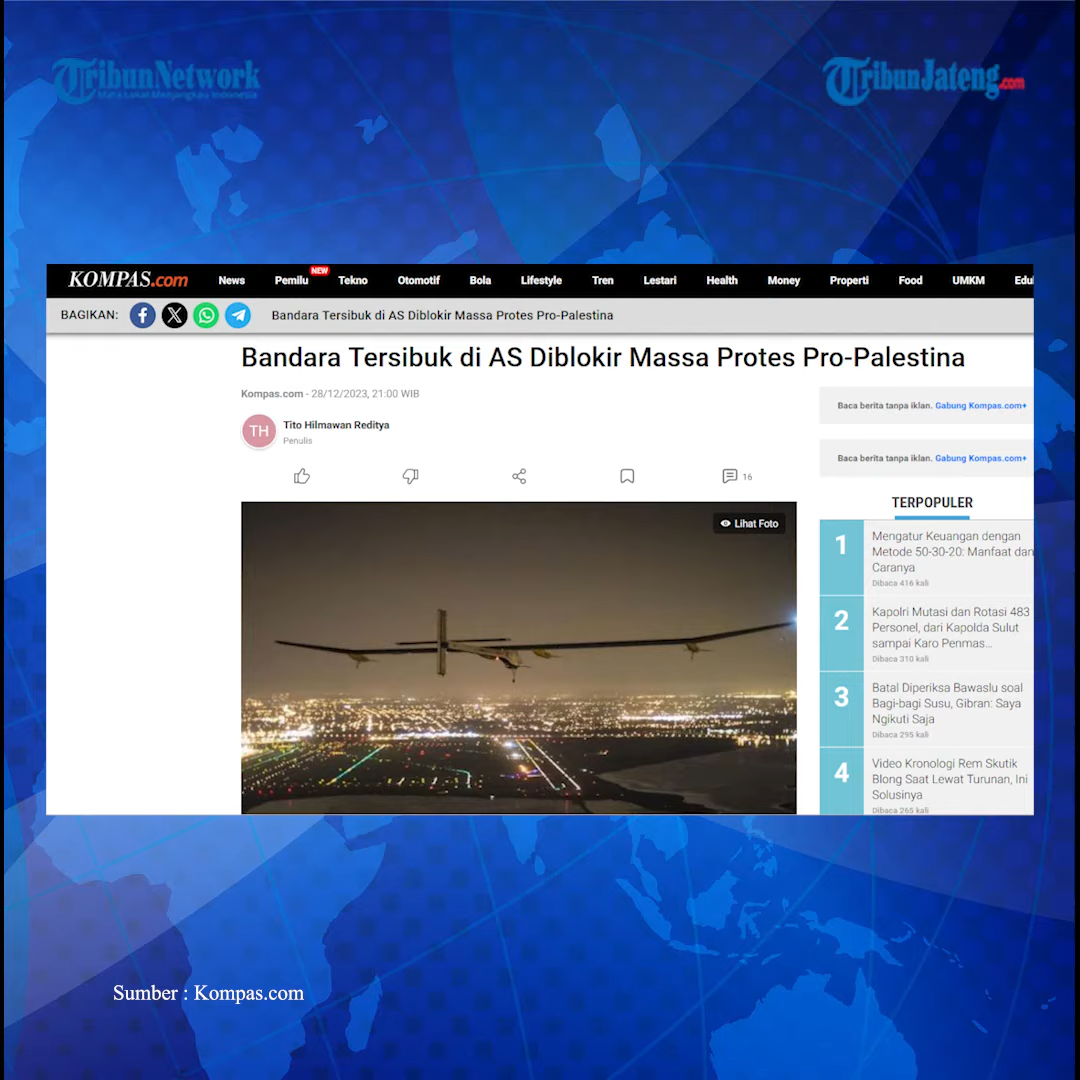 TribunNetwork
Mata Lokal Menjangkau Indonesia
TribunJateng.com
KOMPAS.com
News
Pemilu
NEW
Tekno
Otomotif
Bola
Lifestyle
Tren
Lestari
Health
Money
Properti
Food
UMKM
Edu
BAGIKAN:
Bandara Tersibuk di AS Diblokir Massa Protes Pro-Palestina
Bandara Tersibuk di AS Diblokir Massa Protes Pro-Palestina
Kompas.com - 28/12/2023, 21:00 WIB
TH
Tito Hilmawan Reditya
Penulis
16
Lihat Foto
Baca berita tanpa iklan. Gabung Kompas.com+
Baca berita tanpa iklan. Gabung Kompas.com+
TERPOPULER
1
Mengatur Keuangan dengan
Metode 50-30-20: Manfaat dan
Caranya
Dibaca 416 kali
2
Kapolri Mutasi dan Rotasi 483
Personel, dari Kapolda Sulut
sampai Karo Penmas...
Dibaca 310 kali
3
Batal Diperiksa Bawaslu soal
Bagi-bagi Susu, Gibran: Saya
Ngikuti Saja
Dibaca 295 kali
4
Video Kronologi Rem Skutik
Blong Saat Lewat Turunan, Ini
Solusinya
Dibaca 265 kali
Sumber : Kompas.com